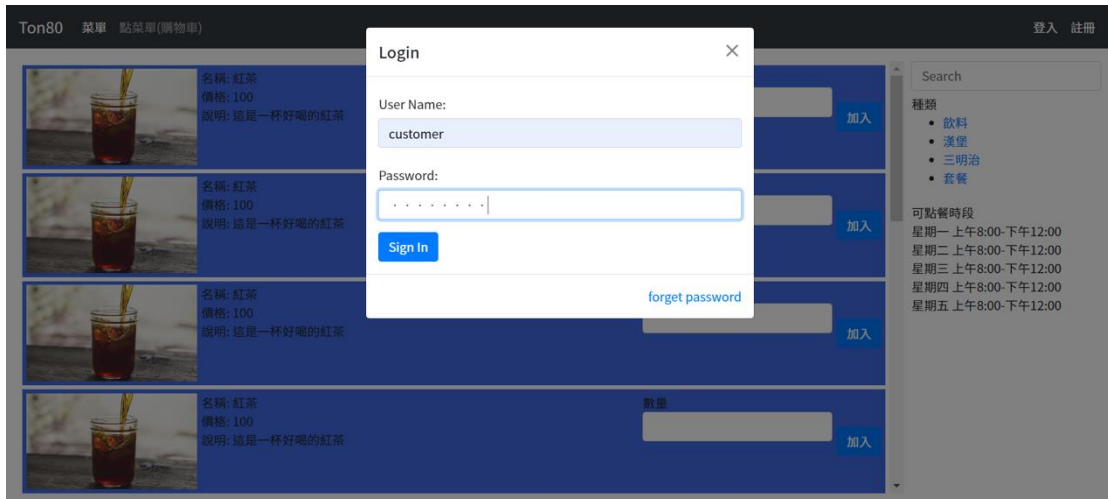 Ton80 菜單 點菜單(購物車) 登入 註冊
Login ×
User Name:
customer
Password:
Sign In
forget password
名稱: 紅茶
價格: 100
說明: 這是一杯好喝的紅茶
加入
名稱: 紅茶
價格: 100
說明: 這是一杯好喝的紅茶
加入
名稱: 紅茶
價格: 100
說明: 這是一杯好喝的紅茶
加入
名稱: 紅茶
價格: 100
說明: 這是一杯好喝的紅茶
數量
加入
Search
種類
飲料
漢堡
三明治
套餐
可點餐時段
星期一 上午8:00-下午12:00
星期二 上午8:00-下午12:00
星期三 上午8:00-下午12:00
星期四 上午8:00-下午12:00
星期五 上午8:00-下午12:00